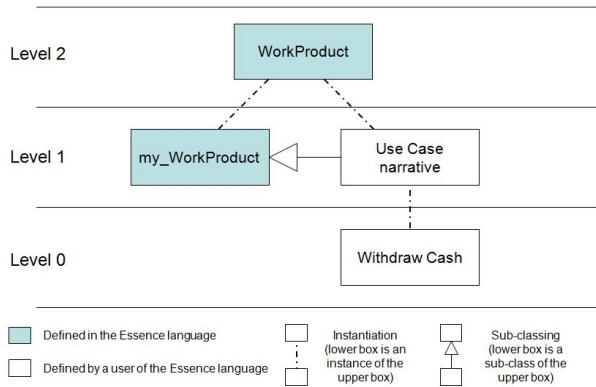 Level 2
WorkProduct
Level 1
my_WorkProduct
Use Case
narrative
Level 0
Withdraw Cash
Defined in the Essence language
Defined by a user of the Essence language
Instantiation
(lower box is an
instance of the
upper box)
Sub-classing
(lower box is a
sub-class of the
upper box)